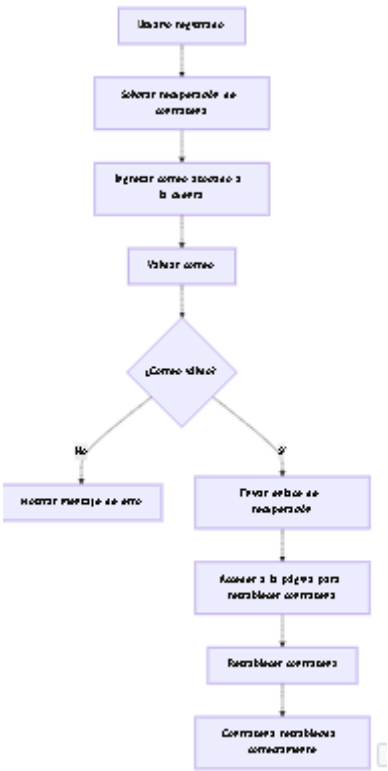 Usuario registrado
Solicitar recuperación de
contraseña
Ingresar correo asociado a
la cuenta
Validar correo
¿Correo válido?
No
Sí
Mostrar mensaje de error
Enviar enlace de
recuperación
Acceder a la página para
restablecer contraseña
Restablecer contraseña
Contraseña restablecida
correctamente